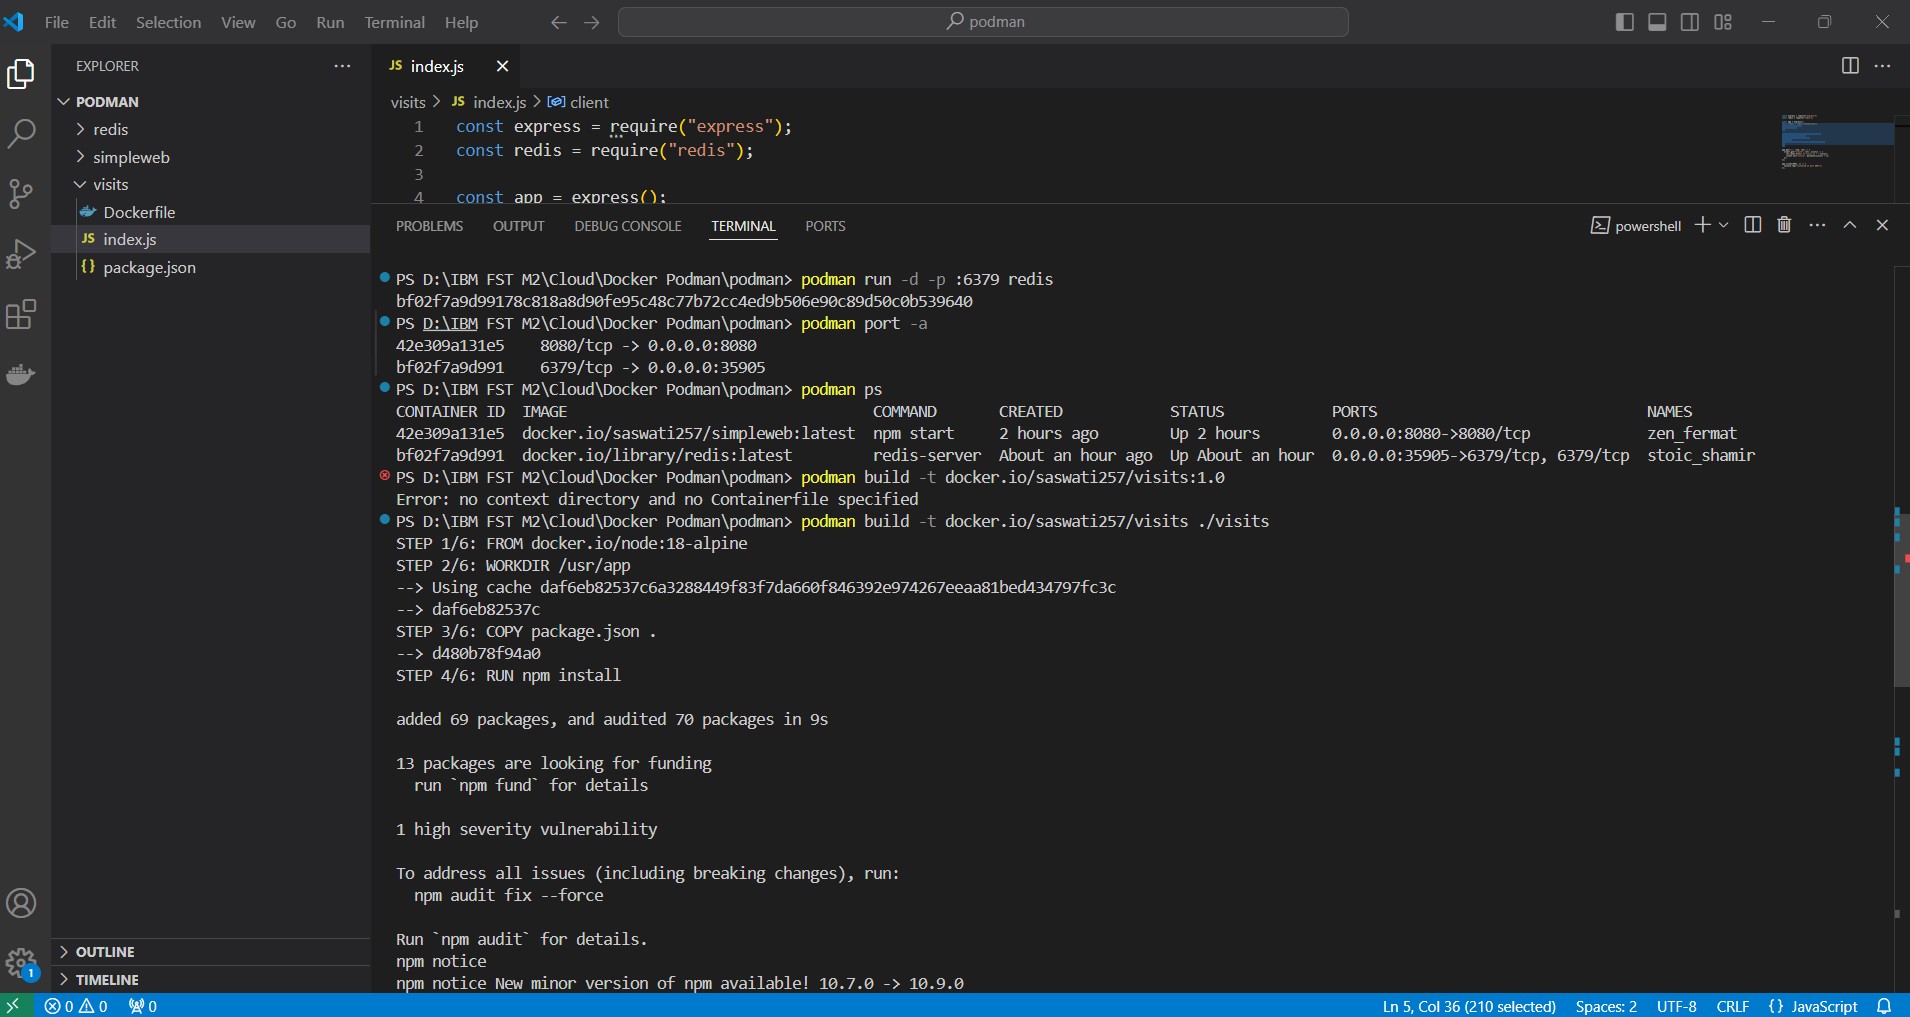 File Edit Selection View Go Run Terminal Help
podman
EXPLORER
PODMAN
redis
simpleweb
visits
Dockerfile
JS index.js
{} package.json
OUTLINE
TIMELINE
JS index.js
visits > JS index.js > client
1 const express = require("express");
2 const redis = require("redis");
3
4 const app = express();
PROBLEMS OUTPUT DEBUG CONSOLE TERMINAL PORTS
powershell
PS D:\IBM FST M2\Cloud\Docker Podman\podman> podman run -d -p :6379 redis
bf02f7a9d99178c818a8d90fe95c48c77b72cc4ed9b506e90c89d50c0b539640
PS D:\IBM FST M2\Cloud\Docker Podman\podman> podman port -a
42e309a131e5 8080/tcp -> 0.0.0.0:8080
bf02f7a9d991 6379/tcp -> 0.0.0.0:35905
PS D:\IBM FST M2\Cloud\Docker Podman\podman> podman ps
CONTAINER ID IMAGE COMMAND CREATED STATUS PORTS NAMES
42e309a131e5 docker.io/saswati257/simpleweb:latest npm start 2 hours ago Up 2 hours 0.0.0.0:8080->8080/tcp zen_fermat
bf02f7a9d991 docker.io/library/redis:latest redis-server About an hour ago Up About an hour 0.0.0.0:35905->6379/tcp, 6379/tcp stoic_shamir
PS D:\IBM FST M2\Cloud\Docker Podman\podman> podman build -t docker.io/saswati257/visits:1.0
Error: no context directory and no Containerfile specified
PS D:\IBM FST M2\Cloud\Docker Podman\podman> podman build -t docker.io/saswati257/visits ./visits
STEP 1/6: FROM docker.io/node:18-alpine
STEP 2/6: WORKDIR /usr/app
--> Using cache daf6eb82537c6a3288449f83f7da660f846392e974267eeaa81bed434797fc3c
--> daf6eb82537c
STEP 3/6: COPY package.json .
--> d480b78f94a0
STEP 4/6: RUN npm install
added 69 packages, and audited 70 packages in 9s
13 packages are looking for funding
run `npm fund` for details
1 high severity vulnerability
To address all issues (including breaking changes), run:
npm audit fix --force
Run `npm audit` for details.
npm notice
npm notice New minor version of npm available! 10.7.0 -> 10.9.0
1
0 0 0
Ln 5, Col 36 (210 selected) Spaces: 2 UTF-8 CRLF {} JavaScript